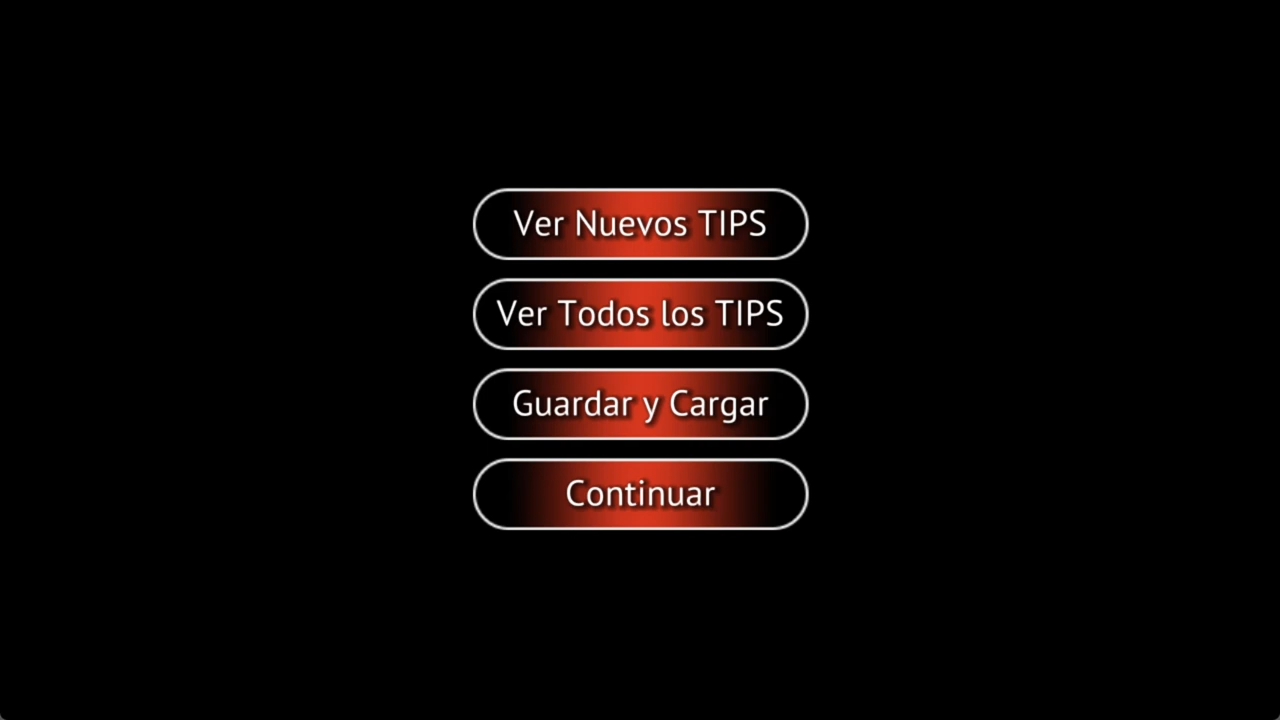 Ver Nuevos TIPS
Ver Todos los TIPS
Guardar y Cargar
Continuar